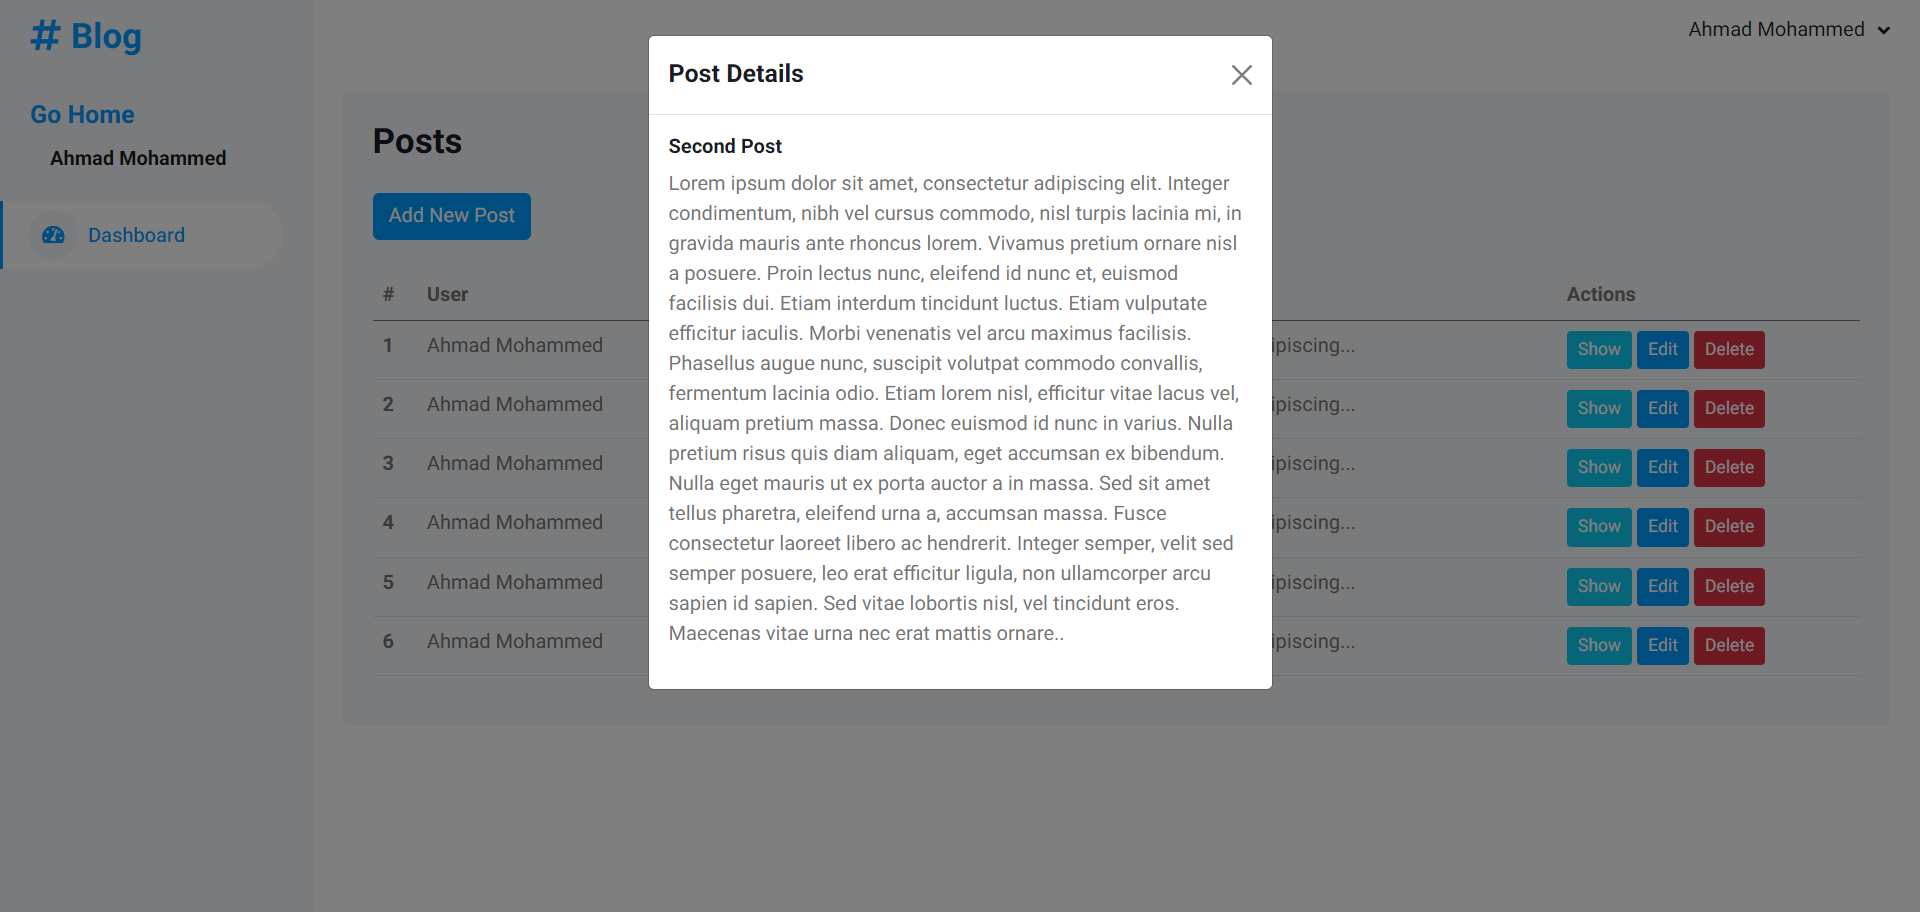 # Blog
Ahmad Mohammed
Go Home
Ahmad Mohammed
Dashboard
Posts
Add New Post
# User Actions
1 Ahmad Mohammed ipiscing... Show Edit Delete
2 Ahmad Mohammed ipiscing... Show Edit Delete
3 Ahmad Mohammed ipiscing... Show Edit Delete
4 Ahmad Mohammed ipiscing... Show Edit Delete
5 Ahmad Mohammed ipiscing... Show Edit Delete
6 Ahmad Mohammed ipiscing... Show Edit Delete
Post Details
Second Post
Lorem ipsum dolor sit amet, consectetur adipiscing elit. Integer
condimentum, nibh vel cursus commodo, nisl turpis lacinia mi, in
gravida mauris ante rhoncus lorem. Vivamus pretium ornare nisl
a posuere. Proin lectus nunc, eleifend id nunc et, euismod
facilisis dui. Etiam interdum tincidunt luctus. Etiam vulputate
efficitur iaculis. Morbi venenatis vel arcu maximus facilisis.
Phasellus augue nunc, suscipit volutpat commodo convallis,
fermentum lacinia odio. Etiam lorem nisl, efficitur vitae lacus vel,
aliquam pretium massa. Donec euismod id nunc in varius. Nulla
pretium risus quis diam aliquam, eget accumsan ex bibendum.
Nulla eget mauris ut ex porta auctor a in massa. Sed sit amet
tellus pharetra, eleifend urna a, accumsan massa. Fusce
consectetur laoreet libero ac hendrerit. Integer semper, velit sed
semper posuere, leo erat efficitur ligula, non ullamcorper arcu
sapien id sapien. Sed vitae lobortis nisl, vel tincidunt eros.
Maecenas vitae urna nec erat mattis ornare..